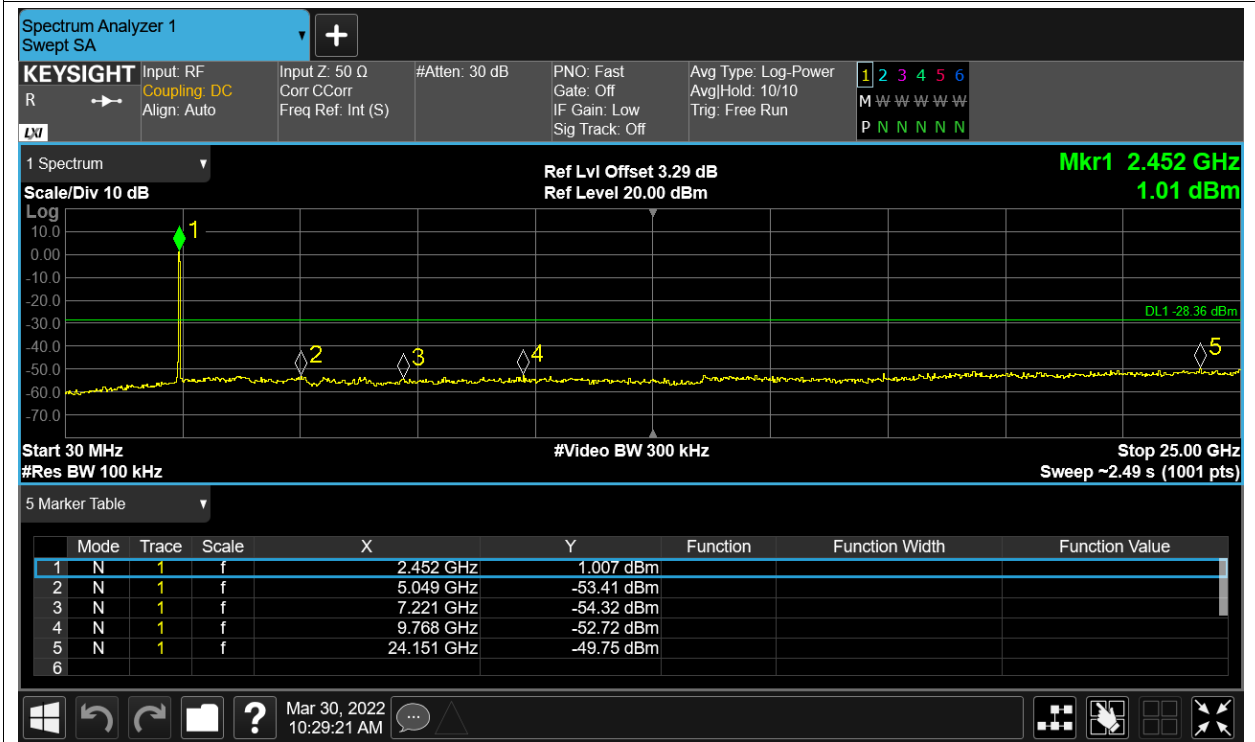 Spectrum Analyzer 1
Swept SA
+
KEYSIGHT Input: RF Input Z: 50 Ω #Atten: 30 dB PNO: Fast Avg Type: Log-Power 1 2 3 4 5 6
R Coupling: DC Corr CCorr Gate: Off Avg|Hold: 10/10 M W W W W W
Align: Auto Freq Ref: Int (S) IF Gain: Low Trig: Free Run
LXI Sig Track: Off P N N N N N
1 Spectrum Ref Lvl Offset 3.29 dB Mkr1 2.452 GHz
Scale/Div 10 dB Ref Level 20.00 dBm 1.01 dBm
Log
10.0 1
0.00
-10.0
-20.0
DL1 -28.36 dBm
-30.0
-40.0 2 3 4 5
-50.0
-60.0
-70.0
Start 30 MHz #Video BW 300 kHz Stop 25.00 GHz
#Res BW 100 kHz Sweep ~2.49 s (1001 pts)
5 Marker Table
Mode Trace Scale X Y Function Function Width Function Value
1 N 1 f 2.452 GHz 1.007 dBm
2 N 1 f 5.049 GHz -53.41 dBm
3 N 1 f 7.221 GHz -54.32 dBm
4 N 1 f 9.768 GHz -52.72 dBm
5 N 1 f 24.151 GHz -49.75 dBm
6
? Mar 30, 2022
10:29:21 AM